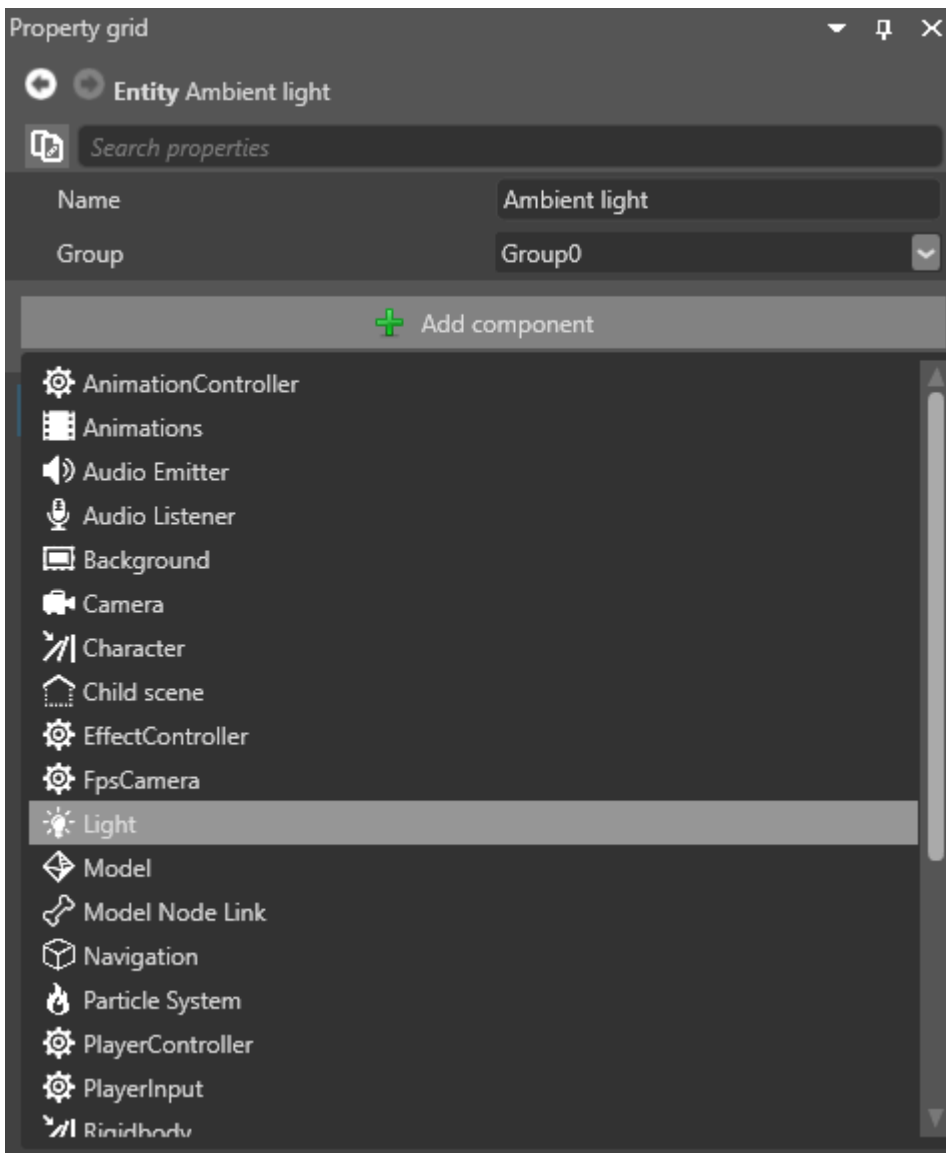 Property grid
Entity Ambient light
Search properties
Name Ambient light
Group Group0
Add component
AnimationController
Animations
Audio Emitter
Audio Listener
Background
Camera
Character
Child scene
EffectController
FpsCamera
Light
Model
Model Node Link
Navigation
Particle System
PlayerController
PlayerInput
Rigidbody